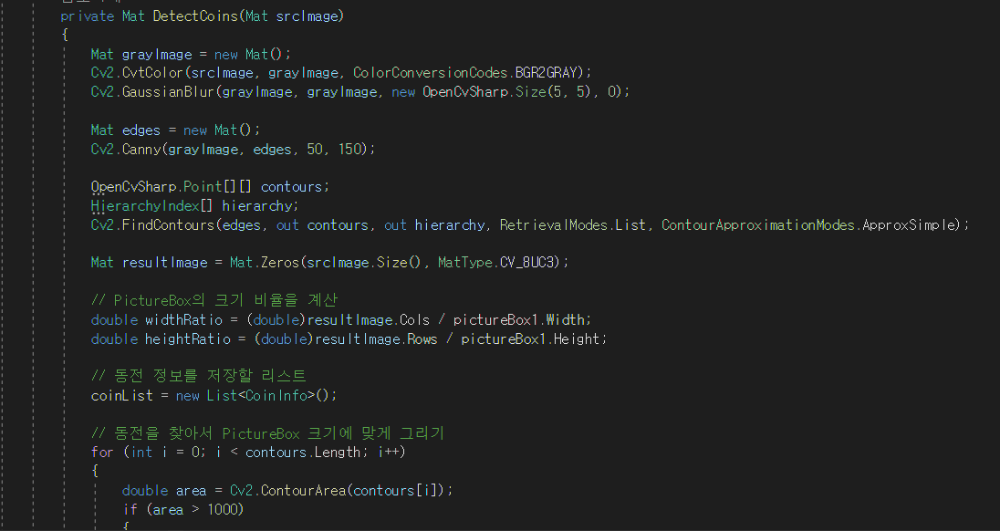 private Mat DetectCoins(Mat srcImage)
{
Mat grayImage = new Mat();
Cv2.CvtColor(srcImage, grayImage, ColorConversionCodes.BGR2GRAY);
Cv2.GaussianBlur(grayImage, grayImage, new OpenCvSharp.Size(5, 5), 0);
Mat edges = new Mat();
Cv2.Canny(grayImage, edges, 50, 150);
OpenCvSharp.Point[][] contours;
HierarchyIndex[] hierarchy;
Cv2.FindContours(edges, out contours, out hierarchy, RetrievalModes.List, ContourApproximationModes.ApproxSimple);
Mat resultImage = Mat.Zeros(srcImage.Size(), MatType.CV_8UC3);
// PictureBox의 크기 비율을 계산
double widthRatio = (double)resultImage.Cols / pictureBox1.Width;
double heightRatio = (double)resultImage.Rows / pictureBox1.Height;
// 동전 정보를 저장할 리스트
coinList = new List<CoinInfo>();
// 동전을 찾아서 PictureBox 크기에 맞게 그리기
for (int i = 0; i < contours.Length; i++)
{
double area = Cv2.ContourArea(contours[i]);
if (area > 1000)
{